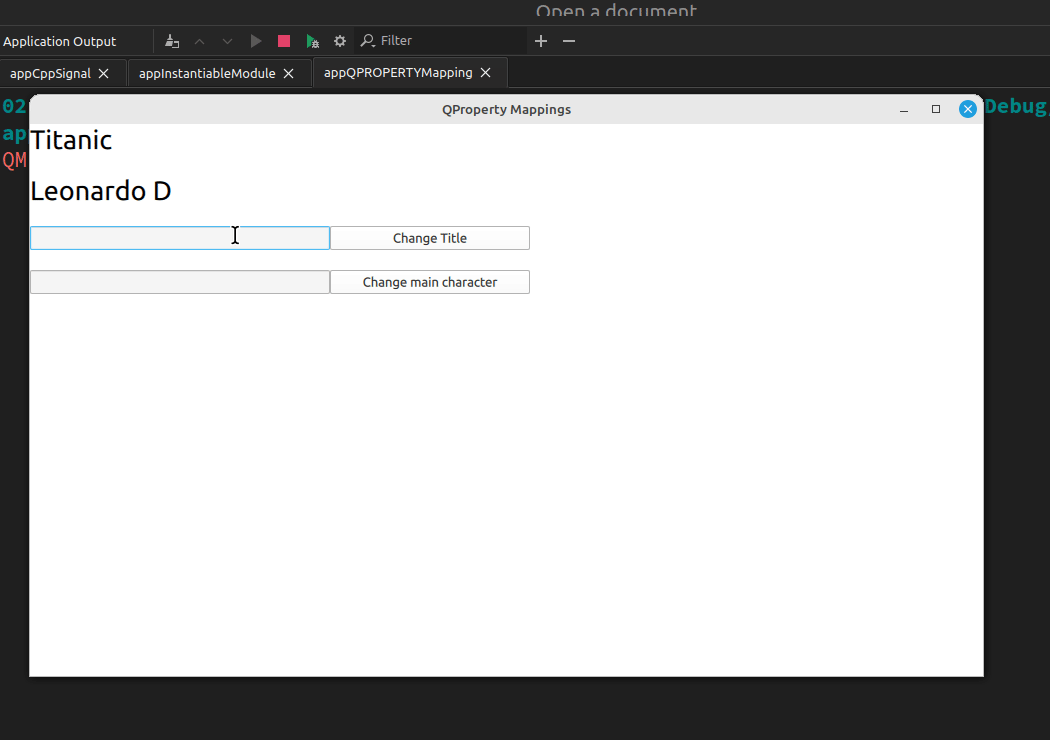 Open a document
Application Output
Filter
appCppSignal
appInstantiableModule
appQPROPERTYMapping
02
QProperty Mappings
Debug
ap
Titanic
QM
Leonardo D
Change Title
Change main character